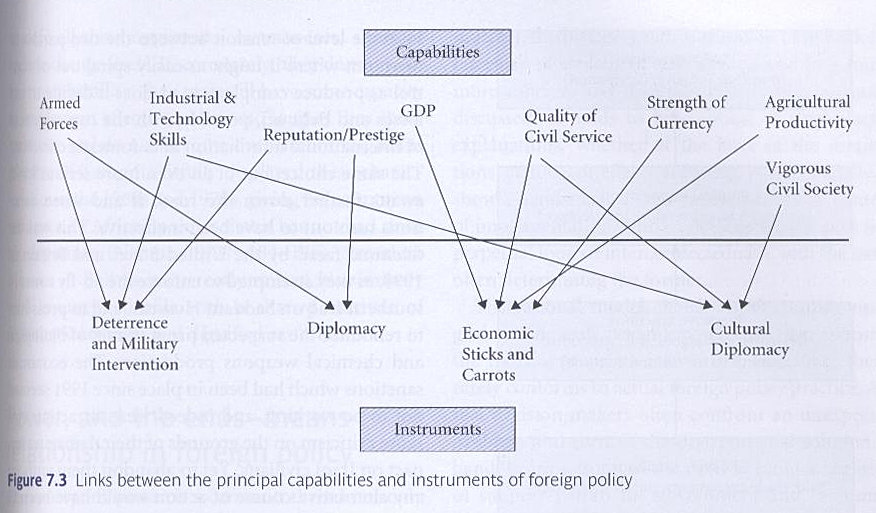 Capabilities
Armed
Forces
Industrial &
Technology
Skills
Reputation/Prestige
GDP
Quality of
Civil Service
Strength of
Currency
Agricultural
Productivity
Vigorous
Civil Society
Deterrence
and Military
Intervention
Diplomacy
Economic
Sticks and
Carrots
Cultural
Diplomacy
Instruments
Figure 7.3 Links between the principal capabilities and instruments of foreign policy